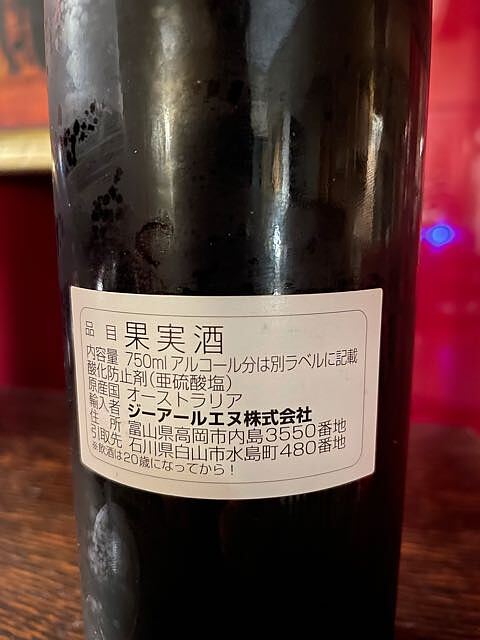 品目 果実酒
内容量 750ml アルコール分は別ラベルに記載
酸化防止剤(亜硫酸塩)
原産国 オーストラリア
輸入者 ジーアールエヌ株式会社
住所 富山県高岡市内島3550番地
引取先 石川県白山市水島町480番地
※飲酒は20歳になってから!